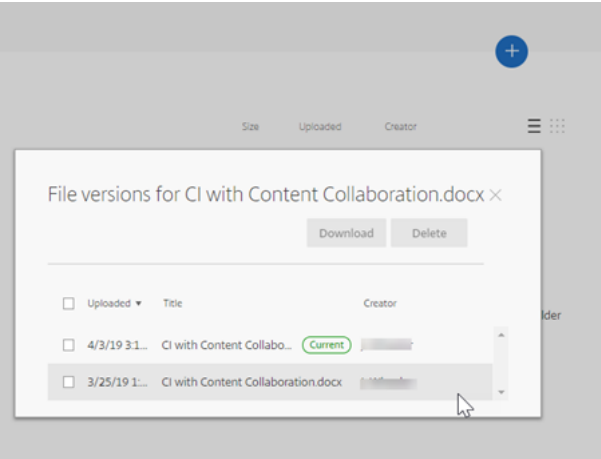 Size Uploaded Creator
File versions for CI with Content Collaboration.docx
Download Delete
Uploaded Title Creator
4/3/19 3:1... CI with Content Collabo... Current
3/25/19 1:... CI with Content Collaboration.docx
lder